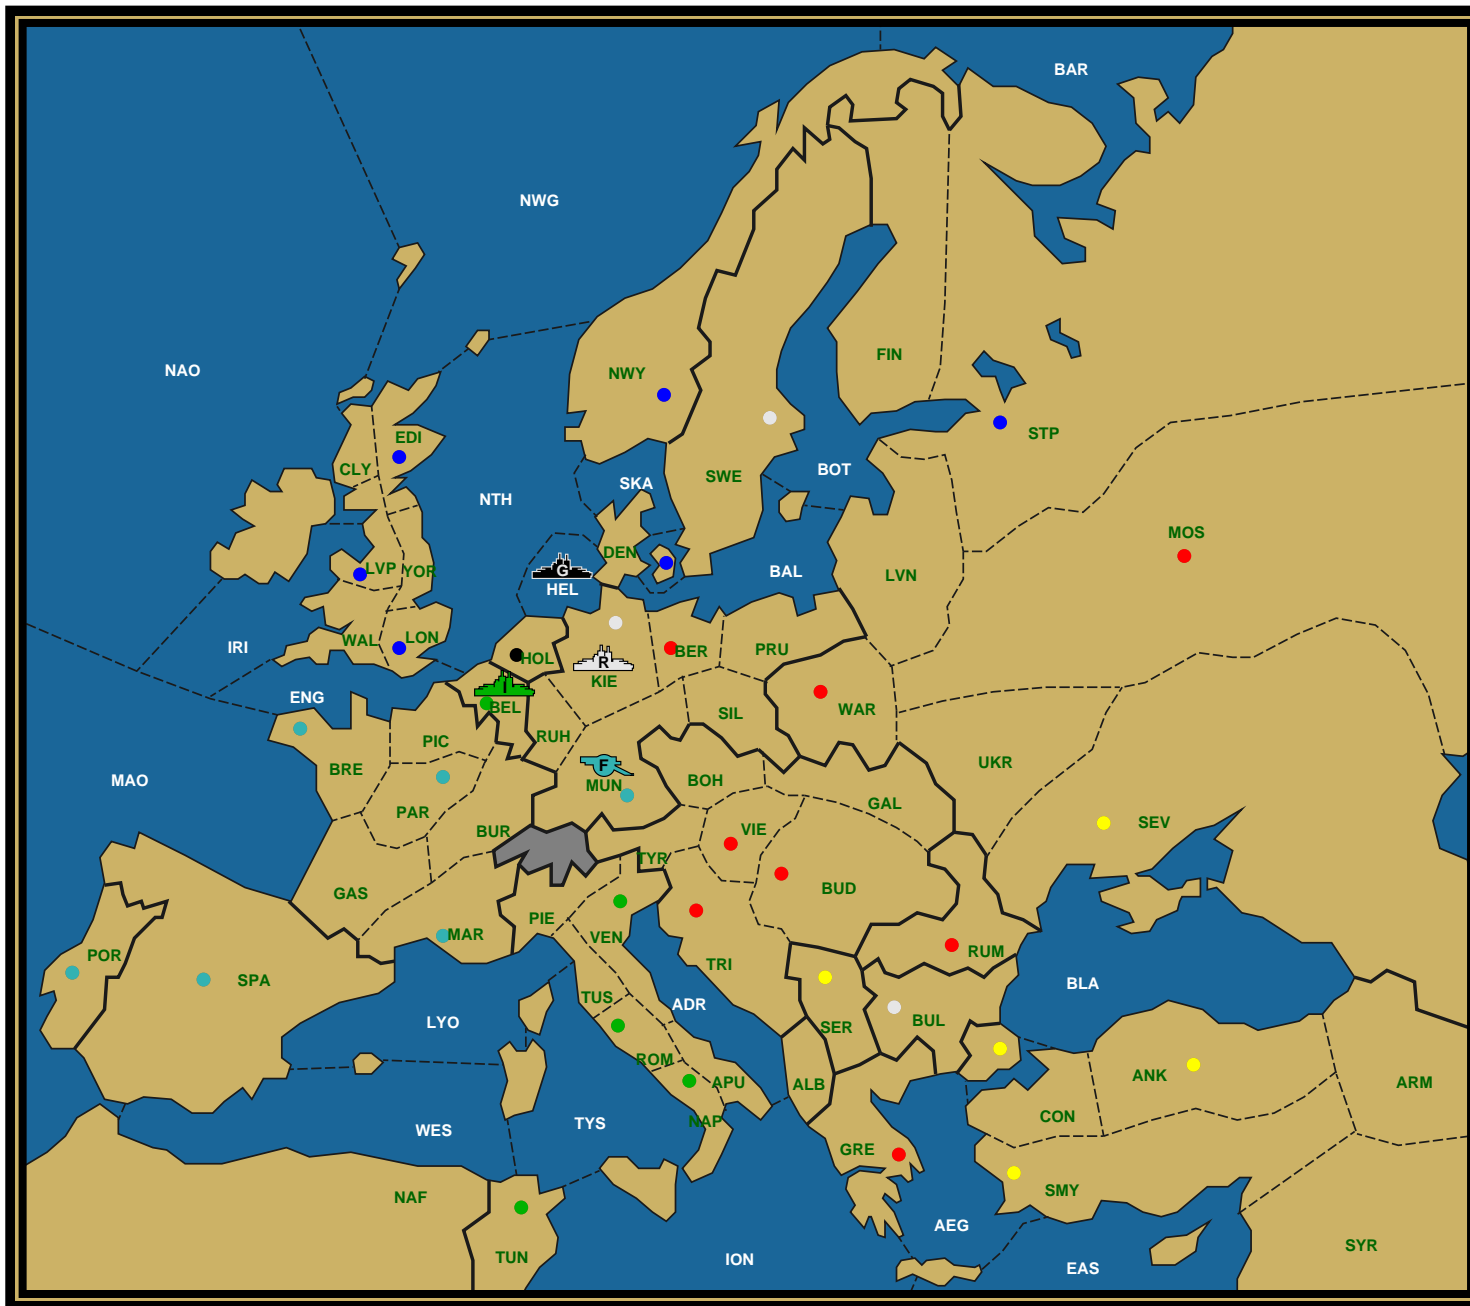 BAR
NWG
NAO
FIN
NWY
STP
EDI
CLY
BOT
SWE
SKA
NTH
MOS
DEN
G
HEL
BAL
LVN
LVP
YOR
IRI
WAL
LON
HOL
R
KIE
BER
PRU
ENG
I
BEL
SIL
WAR
PIC
RUH
BRE
F
MUN
BOH
UKR
MAO
PAR
GAL
BUR
VIE
SEV
TYR
BUD
GAS
PIE
MAR
VEN
POR
SPA
TRI
RUM
BLA
TUS
ADR
LYO
SER
BUL
ROM
APU
ALB
ANK
ARM
NAP
CON
WES
TYS
GRE
NAF
SMY
AEG
TUN
ION
EAS
SYR